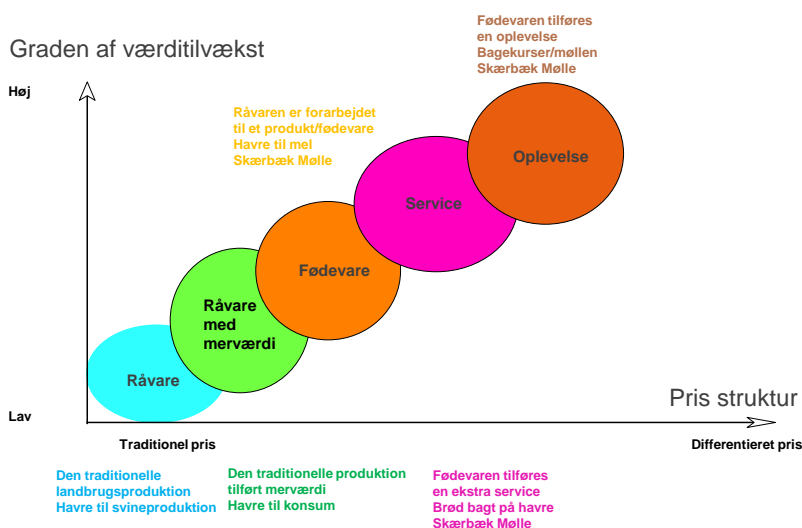 Fødevaren tilføres
en oplevelse
Bagekurser/møllen
Skærbæk Mølle
Graden af værditilvækst
Høj
Råvaren er forarbejdet
til et produkt/fødevare
Havre til mel
Skærbæk Mølle
Oplevelse
Service
Fødevare
Råvare
med
merværdi
Råvare
Pris struktur
Lav
Traditionel pris
Differentieret pris
Den traditionelle
landbrugsproduktion
Havre til svineproduktion
Den traditionelle produktion
tilført merværdi
Havre til konsum
Fødevaren tilføres
en ekstra service
Brød bagt på havre
Skærbæk Mølle